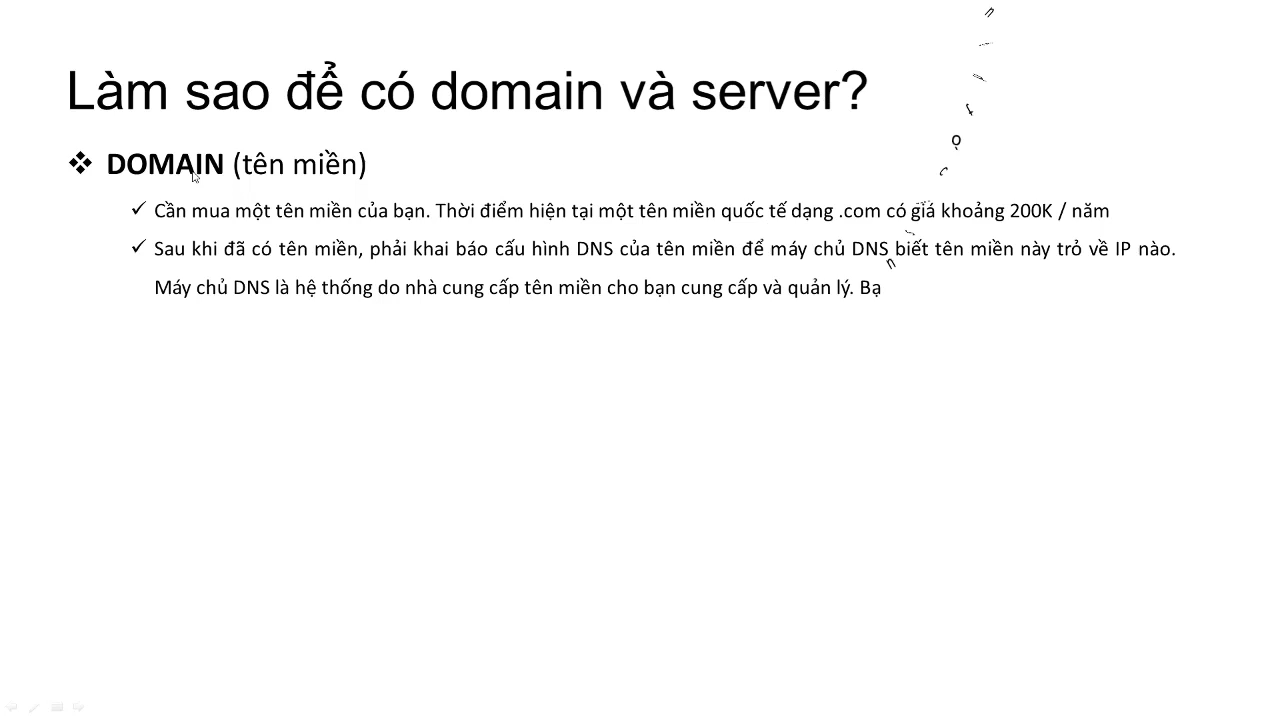 Làm sao để có domain và server?
❖ DOMAIN (tên miền)
✓ Cần mua một tên miền của bạn. Thời điểm hiện tại một tên miền quốc tế dạng .com có giá khoảng 200K / năm
✓ Sau khi đã có tên miền, phải khai báo cấu hình DNS của tên miền để máy chủ DNS biết tên miền này trỏ về IP nào.
Máy chủ DNS là hệ thống do nhà cung cấp tên miền cho bạn cung cấp và quản lý. Bạ